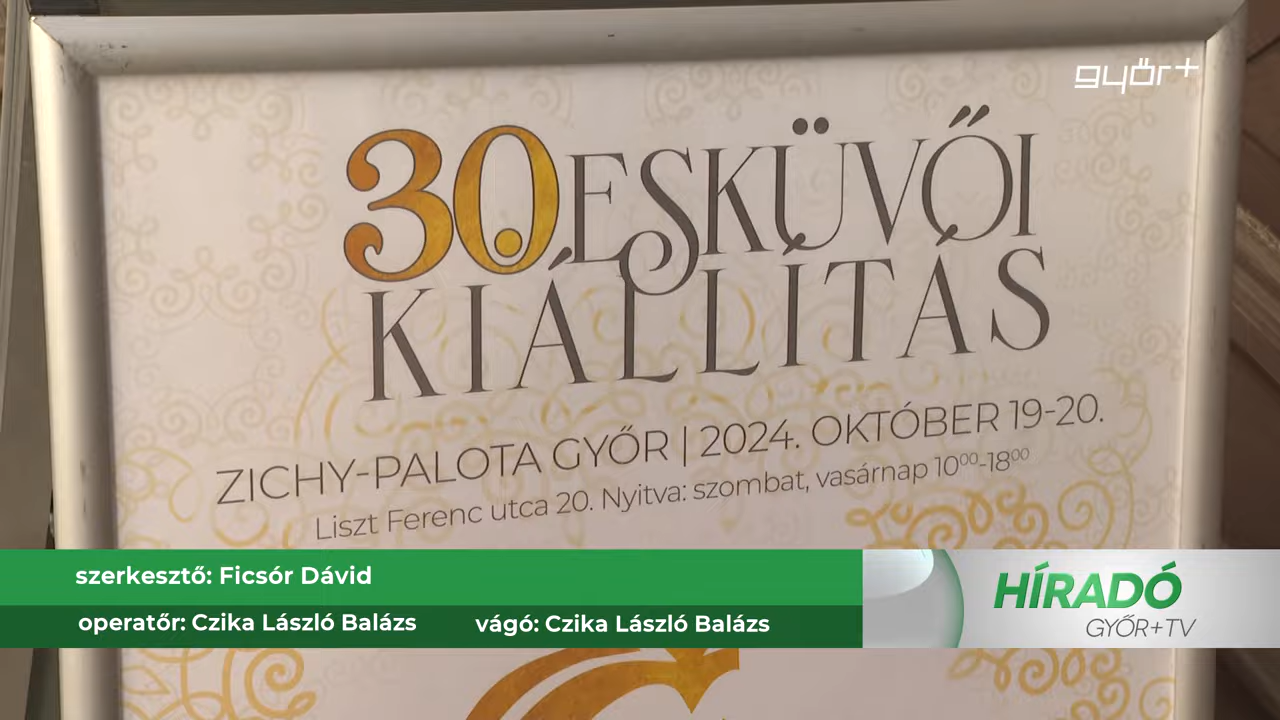 győr+
30. ESKÜVŐI
KIÁLLÍTÁS
ZICHY-PALOTA GYŐR | 2024. OKTÓBER 19-20.
Liszt Ferenc utca 20. Nyitva: szombat, vasárnap 10⁰⁰-18⁰⁰
szerkesztő: Ficsór Dávid
operatőr: Czika László Balázs
vágó: Czika László Balázs
HÍRADÓ
GYŐR+TV